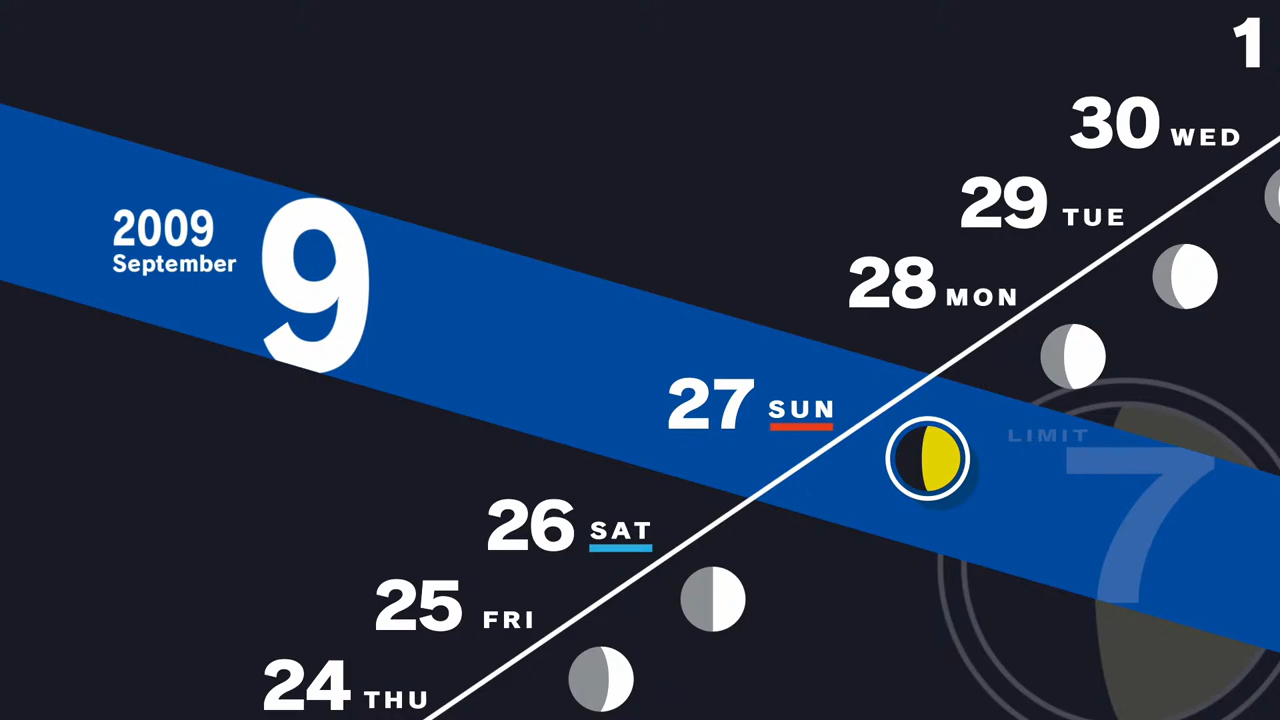 1
30 WED
29 TUE
2009
September
9
28 MON
27 SUN
LIMIT
7
26 SAT
25 FRI
24 THU